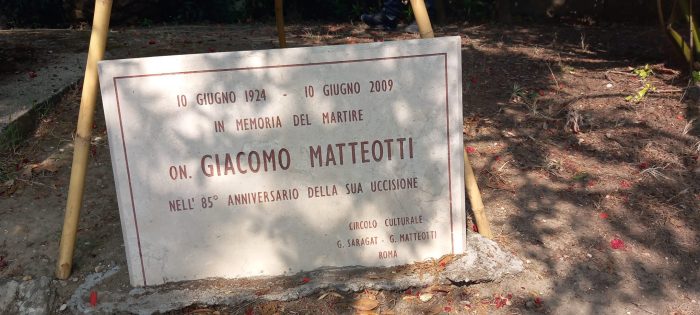 10 GIUGNO 1924 - 10 GIUGNO 2009
IN MEMORIA DEL MARTIRE
ON. GIACOMO MATTEOTTI
NELL' 85° ANNIVERSARIO DELLA SUA UCCISIONE
CIRCOLO CULTURALE
G. SARAGAT - G. MATTEOTTI
ROMA